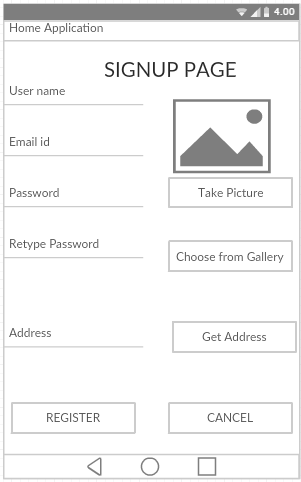 4.00
Home Application
SIGNUP PAGE
User name
Email id
Password
Take Picture
Retype Password
Choose from Gallery
Address
Get Address
REGISTER
CANCEL